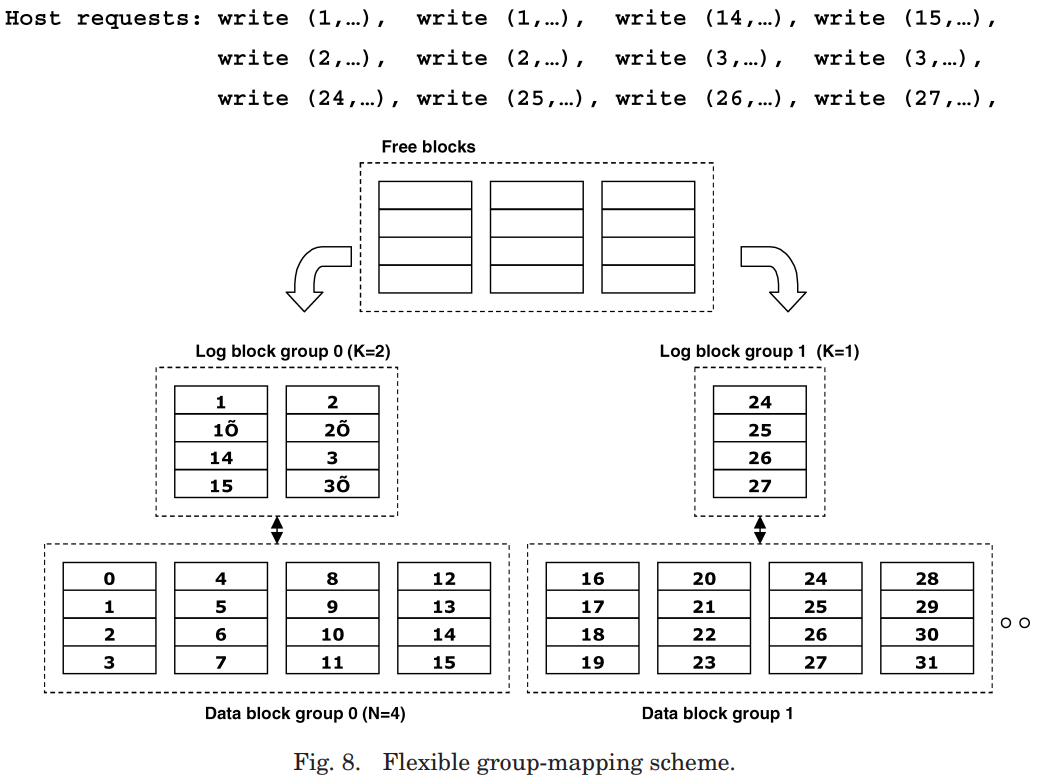 Host requests: write (1,…), write (1,…), write (14,…), write (15,…),
write (2,…), write (2,…), write (3,…), write (3,…),
write (24,…), write (25,…), write (26,…), write (27,…),
Free blocks
Log block group 0 (K=2)
Log block group 1 (K=1)
1 2 24
1Õ 2Õ 25
14 3 26
15 3Õ 27
0 4 8 12 16 20 24 28
1 5 9 13 17 21 25 29
2 6 10 14 18 22 26 30
3 7 11 15 19 23 27 31
Data block group 0 (N=4)
Data block group 1
Fig. 8. Flexible group-mapping scheme.